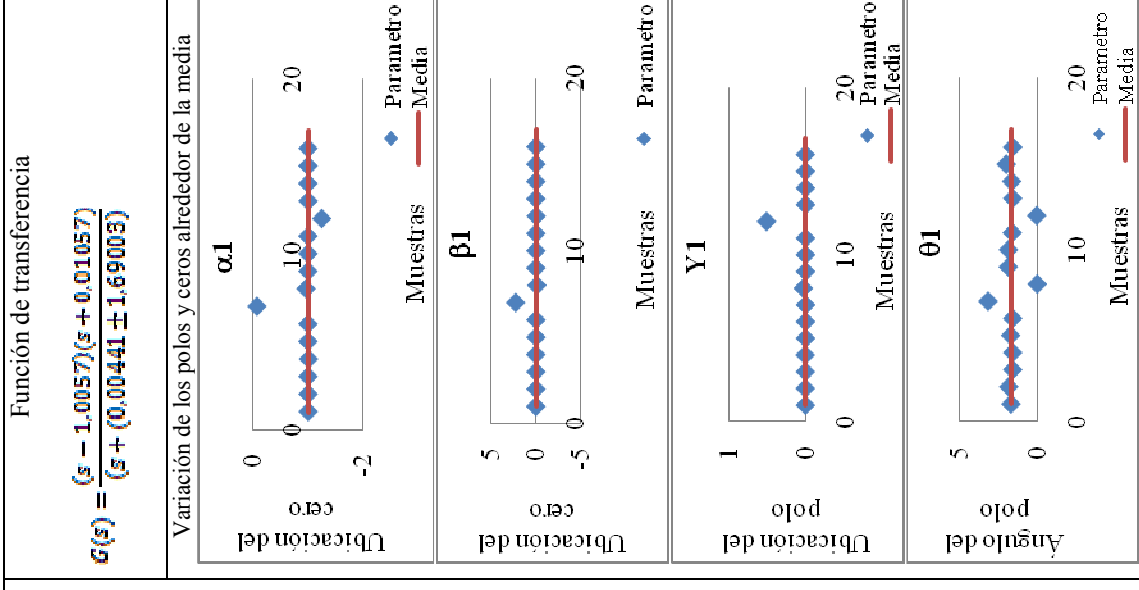 Función de transferencia
G(s) = (s − 1.0057)(s + 0.01057)
(s + (0.00441 ± 1.69003)
Variación de los polos y ceros alrededor de la media
α1
Ubicación del
cero
0
-2
0
10
20
Muestras
Parametro
Media
β1
Ubicación del
cero
5
0
-5
0
10
20
Muestras
Parametro
Υ1
Ubicación del
polo
1
0
0
10
20
Muestras
Parametro
Media
θ1
Ángulo del
polo
5
0
0
10
20
Muestras
Parametro
Media